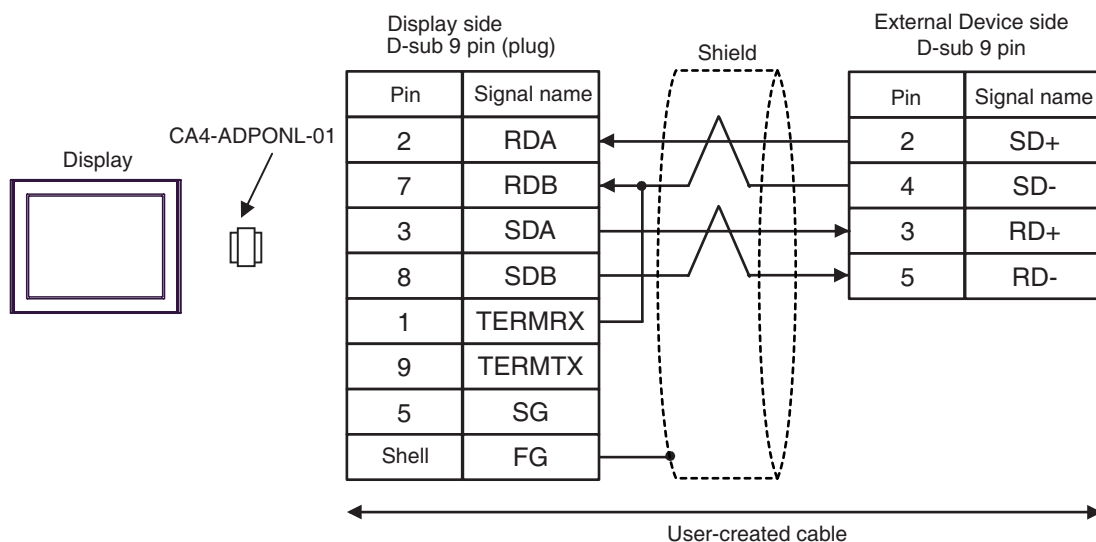 Display side
D-sub 9 pin (plug)
External Device side
D-sub 9 pin
Shield
CA4-ADPONL-01
Display
Pin Signal name
2 RDA
7 RDB
3 SDA
8 SDB
1 TERMRX
9 TERMTX
5 SG
Shell FG
Pin Signal name
2 SD+
4 SD-
3 RD+
5 RD-
User-created cable